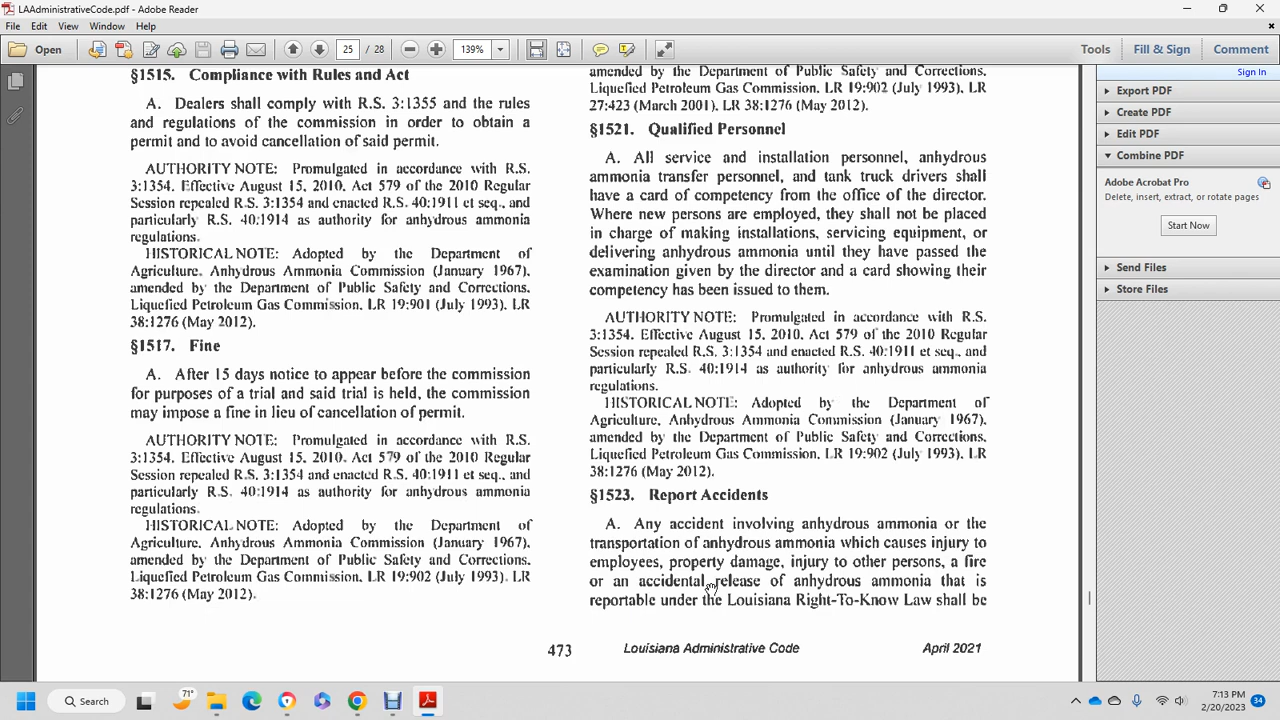 LAAdministrativeCode.pdf - Adobe Reader
File Edit View Window Help
Open 25 / 28 139% Tools Fill & Sign Comment
§1515. Compliance with Rules and Act
A. Dealers shall comply with R.S. 3:1355 and the rules
and regulations of the commission in order to obtain a
permit and to avoid cancellation of said permit.
AUTHORITY NOTE: Promulgated in accordance with R.S.
3:1354. Effective August 15, 2010, Act 579 of the 2010 Regular
Session repealed R.S. 3:1354 and enacted R.S. 40:1911 et seq., and
particularly R.S. 40:1914 as authority for anhydrous ammonia
regulations.
HISTORICAL NOTE: Adopted by the Department of
Agriculture, Anhydrous Ammonia Commission (January 1967),
amended by the Department of Public Safety and Corrections,
Liquefied Petroleum Gas Commission, LR 19:901 (July 1993), LR
38:1276 (May 2012).
§1517. Fine
A. After 15 days notice to appear before the commission
for purposes of a trial and said trial is held, the commission
may impose a fine in lieu of cancellation of permit.
AUTHORITY NOTE: Promulgated in accordance with R.S.
3:1354. Effective August 15, 2010, Act 579 of the 2010 Regular
Session repealed R.S. 3:1354 and enacted R.S. 40:1911 et seq., and
particularly R.S. 40:1914 as authority for anhydrous ammonia
regulations.
HISTORICAL NOTE: Adopted by the Department of
Agriculture, Anhydrous Ammonia Commission (January 1967),
amended by the Department of Public Safety and Corrections,
Liquefied Petroleum Gas Commission, LR 19:902 (July 1993), LR
38:1276 (May 2012).
amended by the Department of Public Safety and Corrections,
Liquefied Petroleum Gas Commission, LR 19:902 (July 1993), LR
27:423 (March 2001), LR 38:1276 (May 2012).
§1521. Qualified Personnel
A. All service and installation personnel, anhydrous
ammonia transfer personnel, and tank truck drivers shall
have a card of competency from the office of the director.
Where new persons are employed, they shall not be placed
in charge of making installations, servicing equipment, or
delivering anhydrous ammonia until they have passed the
examination given by the director and a card showing their
competency has been issued to them.
AUTHORITY NOTE: Promulgated in accordance with R.S.
3:1354. Effective August 15, 2010, Act 579 of the 2010 Regular
Session repealed R.S. 3:1354 and enacted R.S. 40:1911 et seq., and
particularly R.S. 40:1914 as authority for anhydrous ammonia
regulations.
HISTORICAL NOTE: Adopted by the Department of
Agriculture, Anhydrous Ammonia Commission (January 1967),
amended by the Department of Public Safety and Corrections,
Liquefied Petroleum Gas Commission, LR 19:902 (July 1993), LR
38:1276 (May 2012).
§1523. Report Accidents
A. Any accident involving anhydrous ammonia or the
transportation of anhydrous ammonia which causes injury to
employees, property damage, injury to other persons, a fire
or an accidental release of anhydrous ammonia that is
reportable under the Louisiana Right-To-Know Law shall be
473 Louisiana Administrative Code April 2021
Sign In
Export PDF
Create PDF
Edit PDF
Combine PDF
Adobe Acrobat Pro
Delete, insert, extract, or rotate pages
Start Now
Send Files
Store Files
Search
71°
7:13 PM
2/20/2023
34